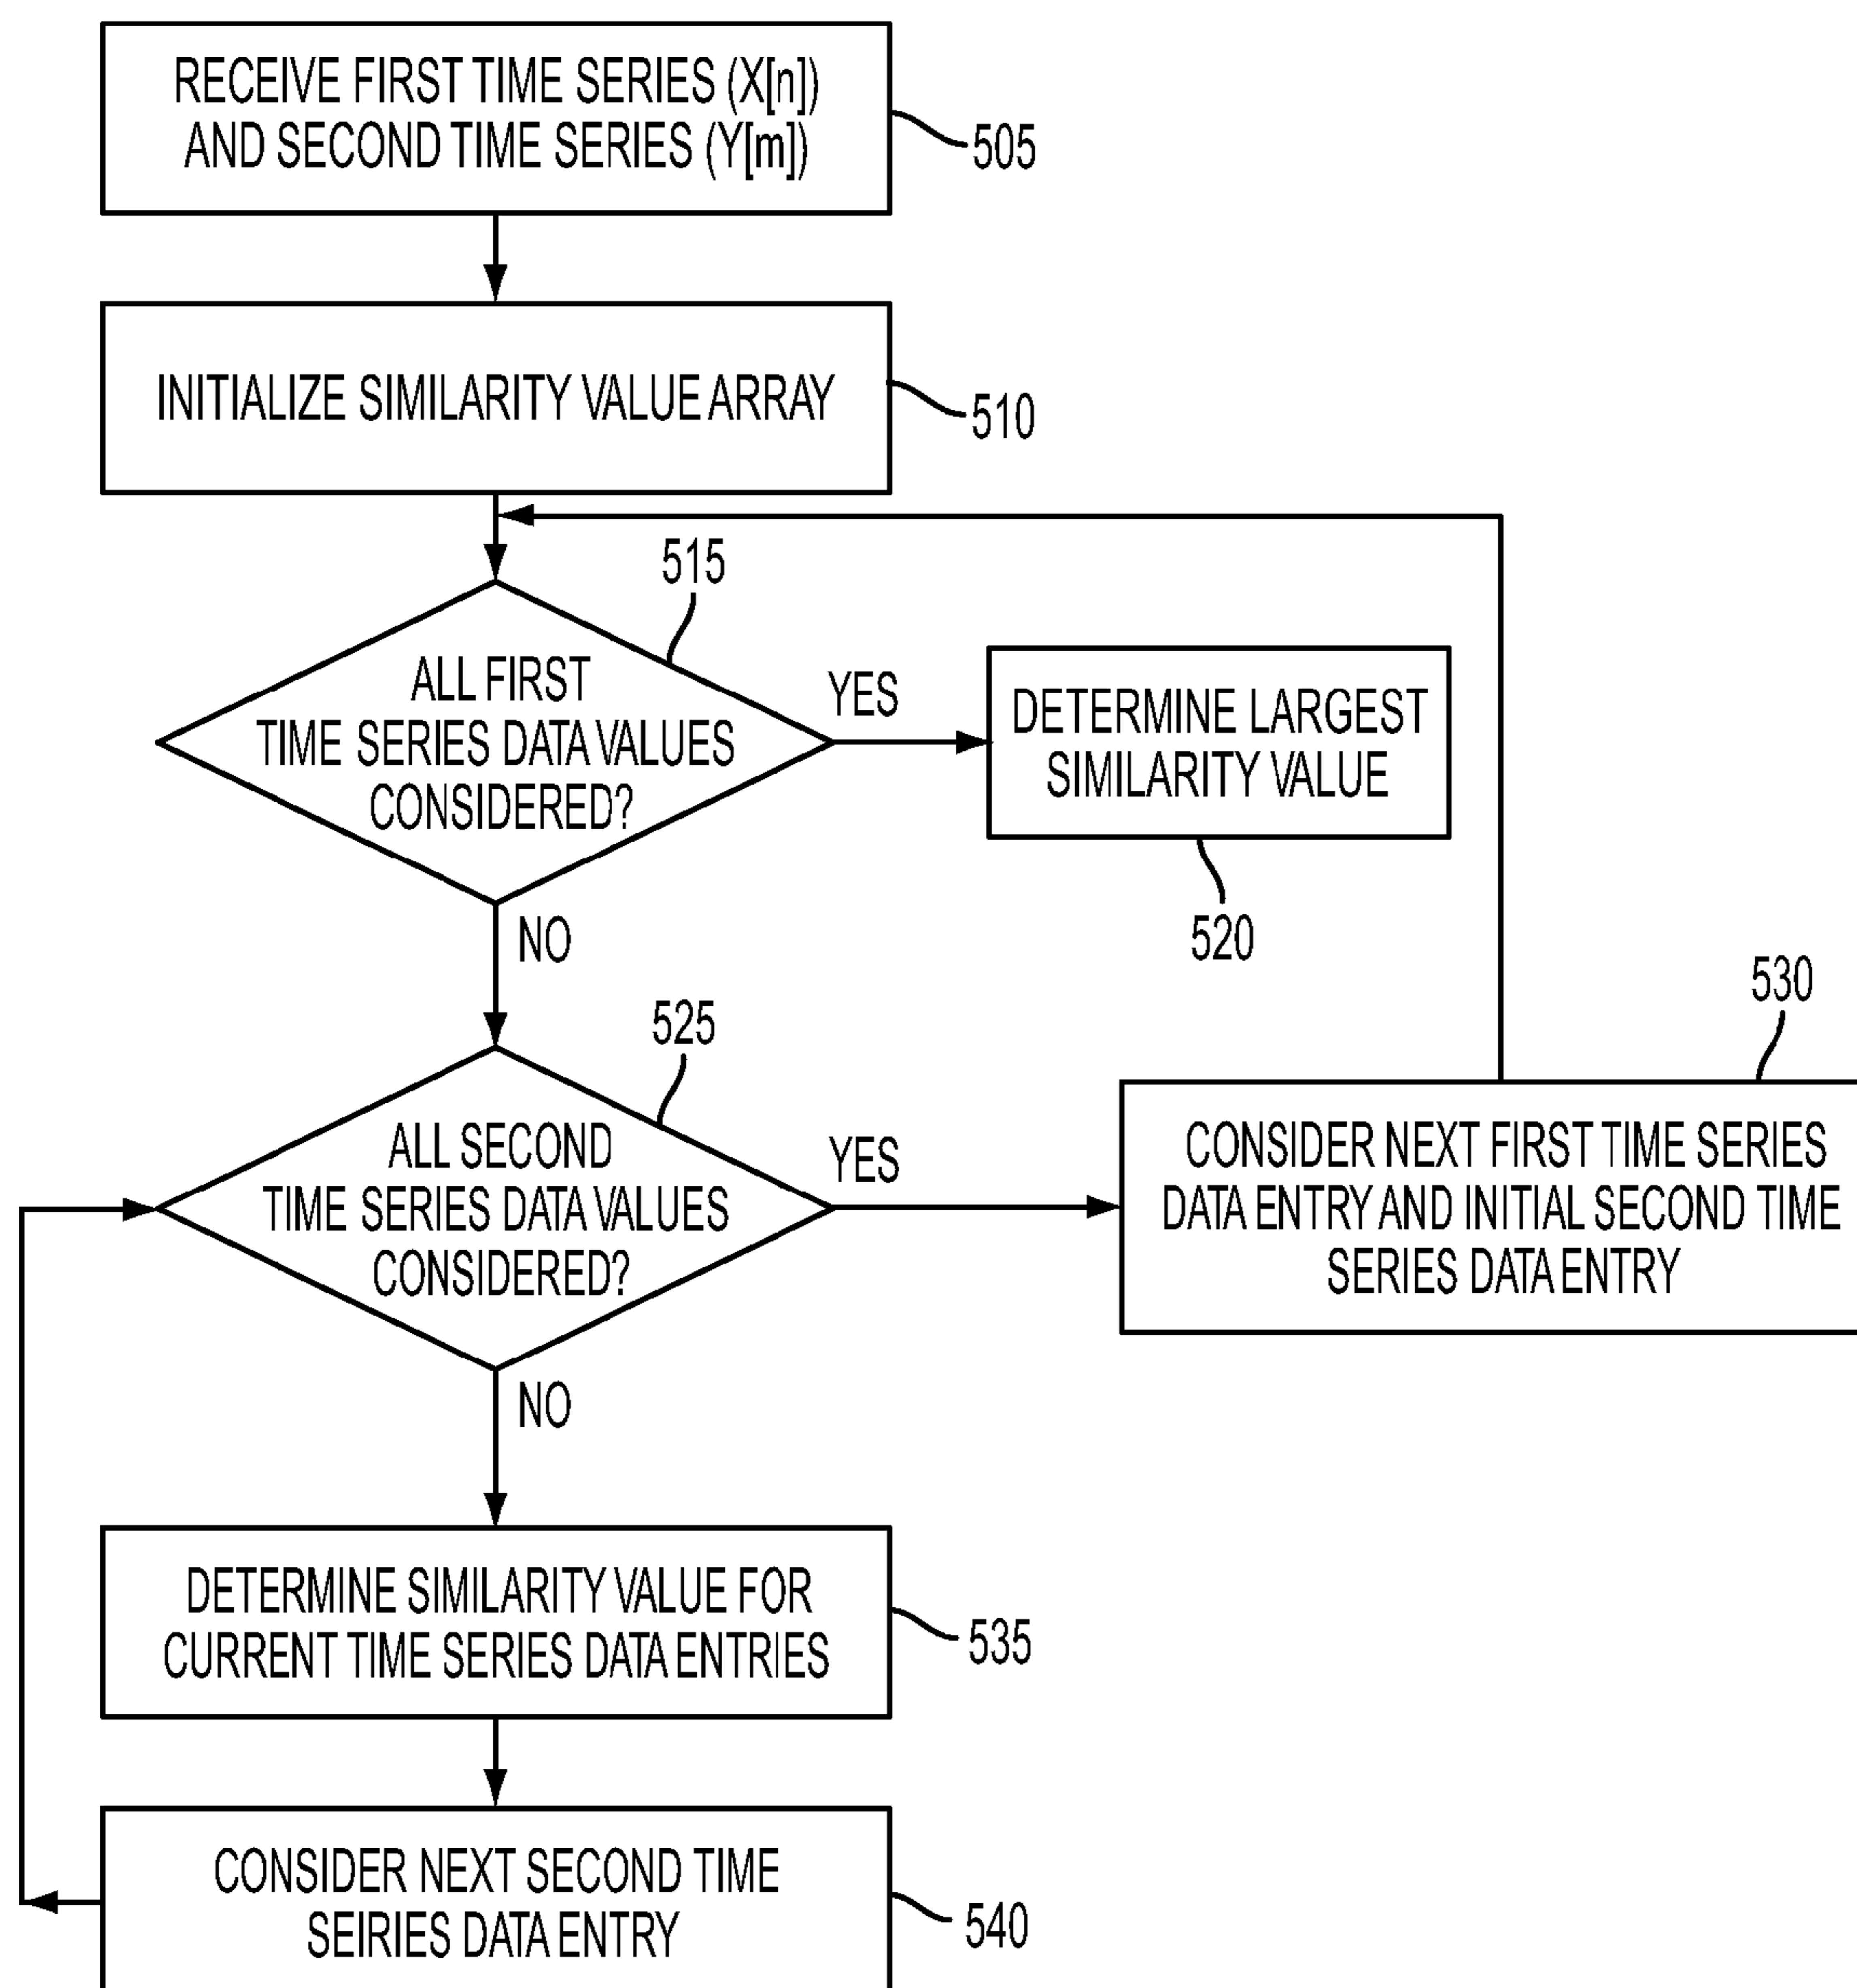 RECEIVE FIRST TIME SERIES (X[n])
AND SECOND TIME SERIES (Y[m])
505
INITIALIZE SIMILARITY VALUE ARRAY
510
515
ALL FIRST
TIME SERIES DATA VALUES
CONSIDERED?
YES
DETERMINE LARGEST
SIMILARITY VALUE
520
NO
525
530
ALL SECOND
TIME SERIES DATA VALUES
CONSIDERED?
YES
CONSIDER NEXT FIRST TIME SERIES
DATA ENTRY AND INITIAL SECOND TIME
SERIES DATA ENTRY
NO
DETERMINE SIMILARITY VALUE FOR
CURRENT TIME SERIES DATA ENTRIES
535
CONSIDER NEXT SECOND TIME
SEIRIES DATA ENTRY
540